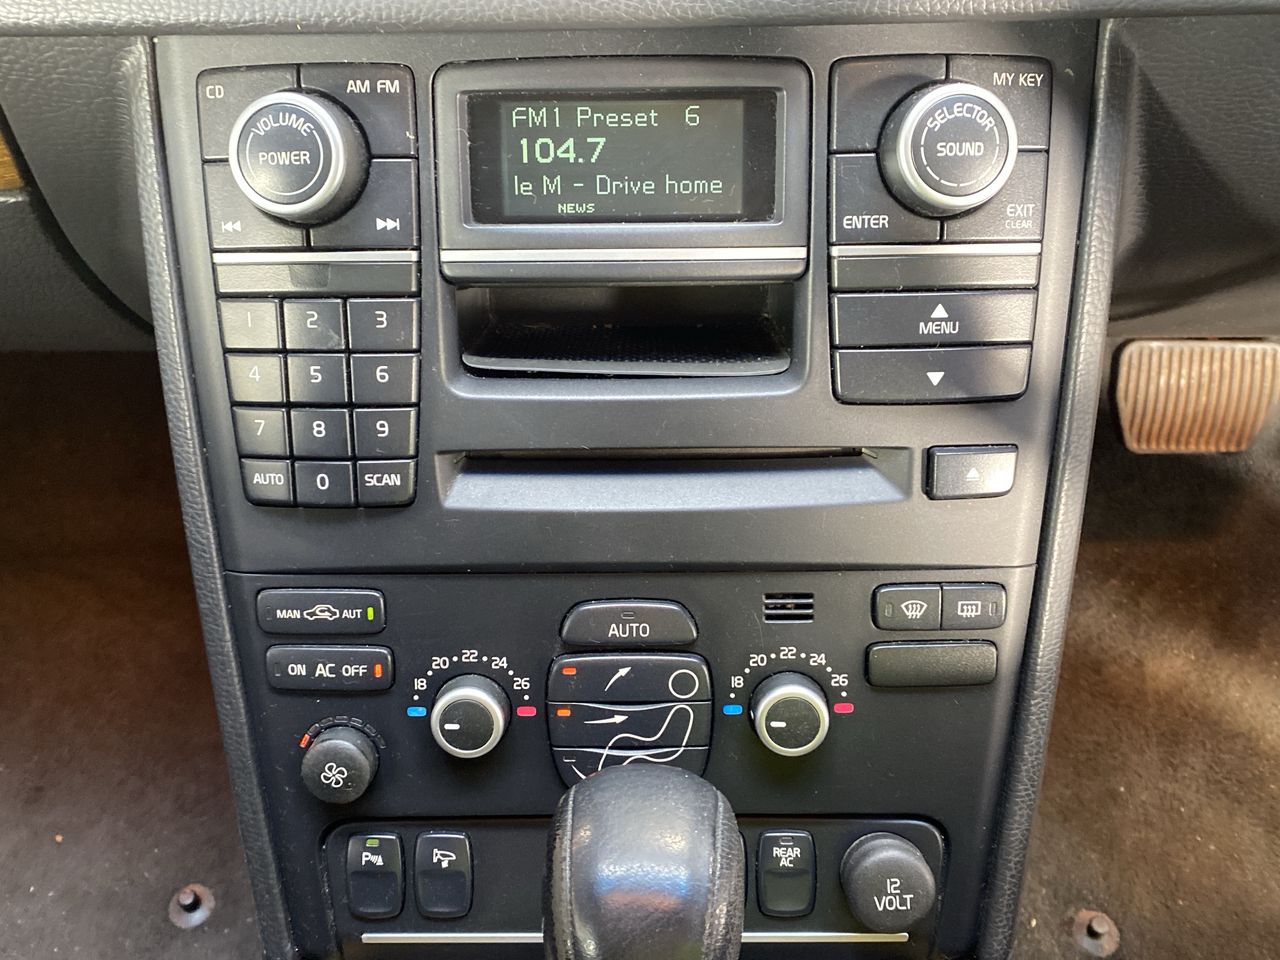 CD
AM FM
VOLUME
POWER
FM1 Preset 6
104.7
le M - Drive home
NEWS
MY KEY
SELECTOR
SOUND
ENTER
EXIT
CLEAR
1 2 3
4 5 6
7 8 9
AUTO 0 SCAN
MENU
MAN AUT
ON AC OFF
AUTO
18 20 22 24 26
18 20 22 24 26
P
REAR
AC
12
VOLT